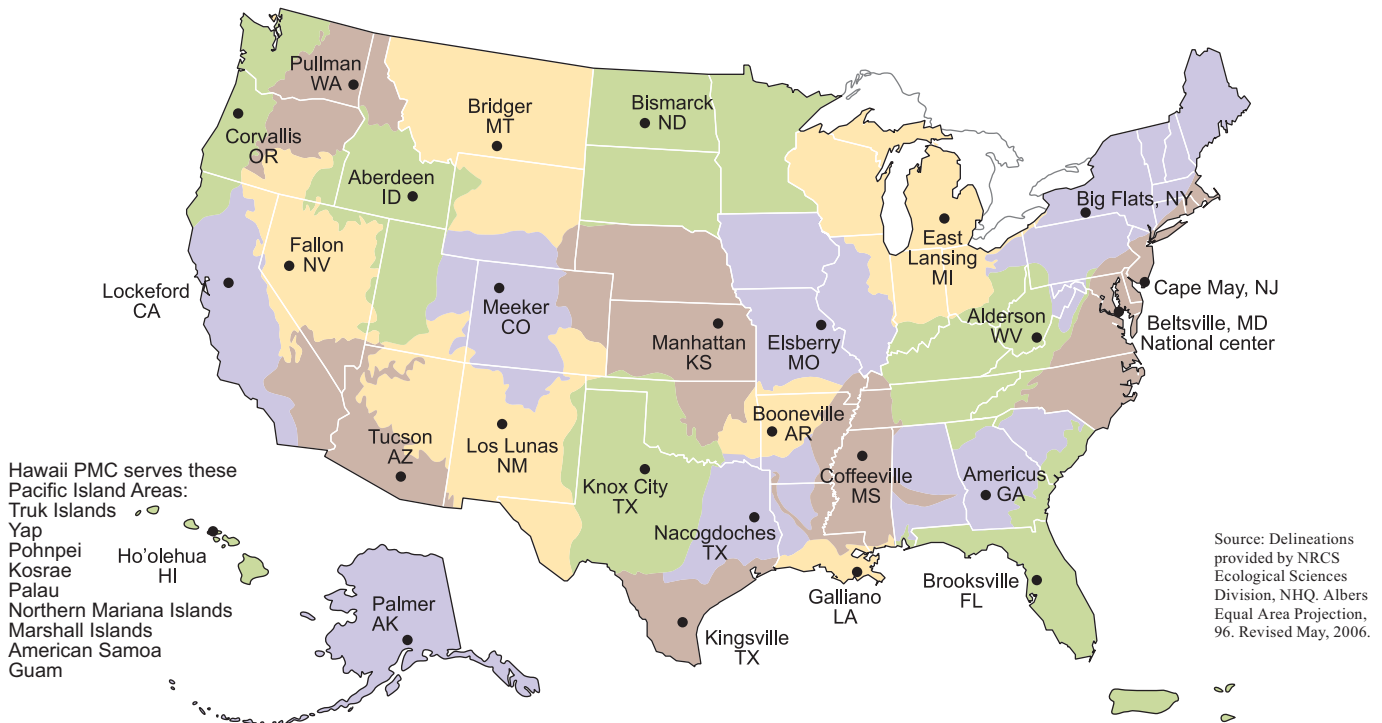 Pullman
WA
Bridger
MT
Bismarck
ND
Corvallis
OR
Aberdeen
ID
Big Flats, NY
East
Lansing
MI
Fallon
NV
Lockeford
CA
Meeker
CO
Cape May, NJ
Alderson
WV
Beltsville, MD
National center
Manhattan
KS
Elsberry
MO
Booneville
AR
Tucson
AZ
Los Lunas
NM
Coffeeville
MS
Americus
GA
Knox City
TX
Nacogdoches
TX
Hawaii PMC serves these
Pacific Island Areas:
Truk Islands
Yap
Pohnpei
Kosrae
Palau
Northern Mariana Islands
Marshall Islands
American Samoa
Guam
Ho’olehua
HI
Palmer
AK
Kingsville
TX
Galliano
LA
Brooksville
FL
Source: Delineations
provided by NRCS
Ecological Sciences
Division, NHQ. Albers
Equal Area Projection,
96. Revised May, 2006.